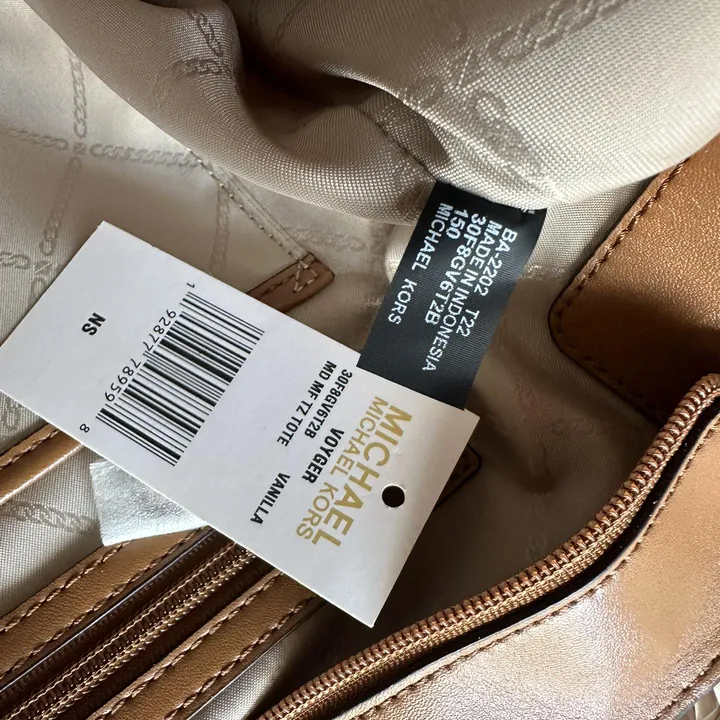 BA-2202 T22
MADE IN INDONESIA
30F8GV6T2B
150
MICHAEL KORS
MICHAEL
MICHAEL KORS
VOYGER
30F8GV6T2B VANILLA
MD MF TZ TOTE
1 92877 78959 8
NS